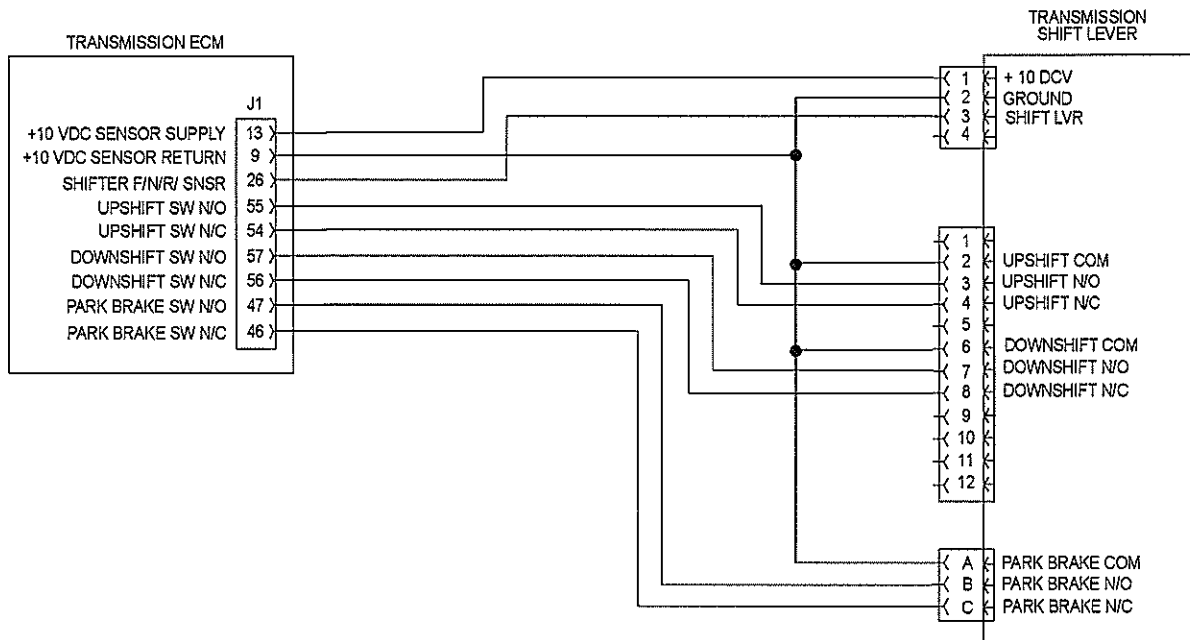 TRANSMISSION
SHIFT LEVER
TRANSMISSION ECM
J1
+10 VDC SENSOR SUPPLY 13
+10 VDC SENSOR RETURN 9
SHIFTER F/N/R/ SNSR 26
UPSHIFT SW N/O 55
UPSHIFT SW N/C 54
DOWNSHIFT SW N/O 57
DOWNSHIFT SW N/C 56
PARK BRAKE SW N/O 47
PARK BRAKE SW N/C 46
1 + 10 DCV
2 GROUND
3 SHIFT LVR
4
1
2 UPSHIFT COM
3 UPSHIFT N/O
4 UPSHIFT N/C
5
6 DOWNSHIFT COM
7 DOWNSHIFT N/O
8 DOWNSHIFT N/C
9
10
11
12
A PARK BRAKE COM
B PARK BRAKE N/O
C PARK BRAKE N/C